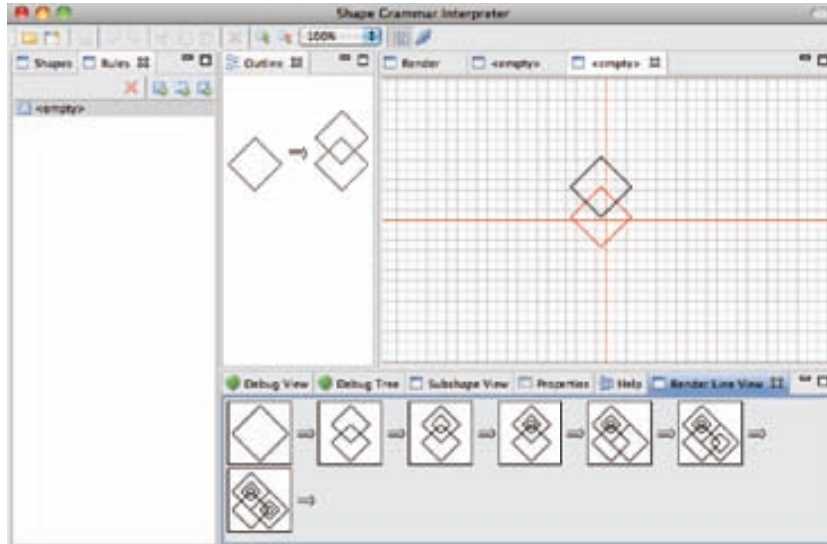 Shape Grammar Interpreter
100%
Shapes Rules
Outline
Render <empty> <empty>
<empty>
Debug View Debug Tree Subshape View Properties Help Render Line View